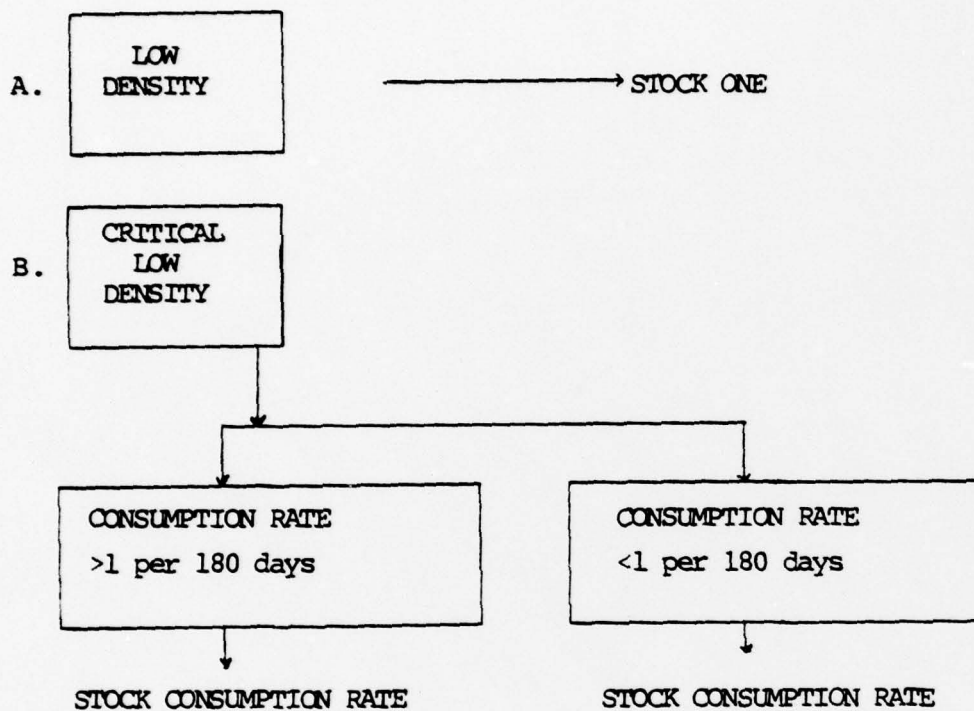 A.
LOW
DENSITY
STOCK ONE
B.
CRITICAL
LOW
DENSITY
CONSUMPTION RATE
>1 per 180 days
CONSUMPTION RATE
<1 per 180 days
STOCK CONSUMPTION RATE
STOCK CONSUMPTION RATE